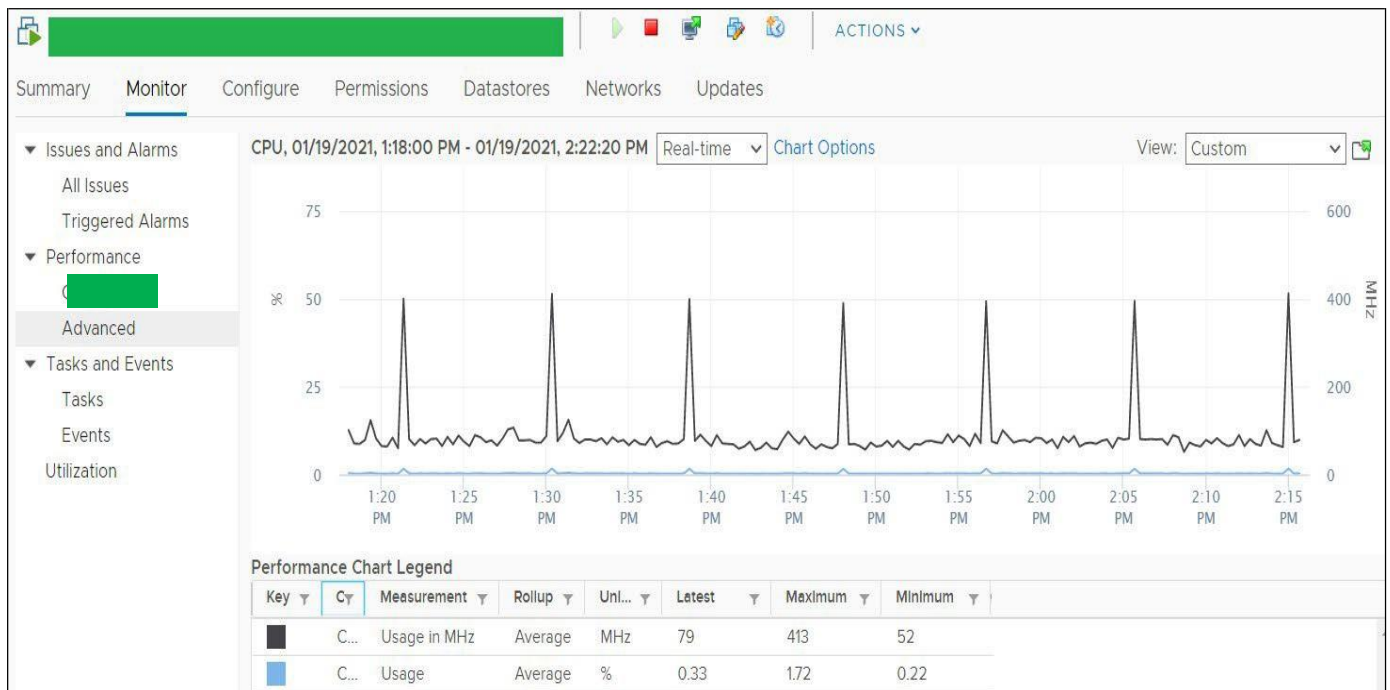 ACTIONS
Summary Monitor Configure Permissions Datastores Networks Updates
Issues and Alarms
All Issues
Triggered Alarms
Performance
Advanced
Tasks and Events
Tasks
Events
Utilization
CPU, 01/19/2021, 1:18:00 PM - 01/19/2021, 2:22:20 PM Real-time Chart Options View: Custom
75 600
% 50 400 MHz
25 200
0 0
1:20 PM 1:25 PM 1:30 PM 1:35 PM 1:40 PM 1:45 PM 1:50 PM 1:55 PM 2:00 PM 2:05 PM 2:10 PM 2:15 PM
Performance Chart Legend
Key C Measurement Rollup Uni... Latest Maximum Minimum
C... Usage in MHz Average MHz 79 413 52
C... Usage Average % 0.33 1.72 0.22